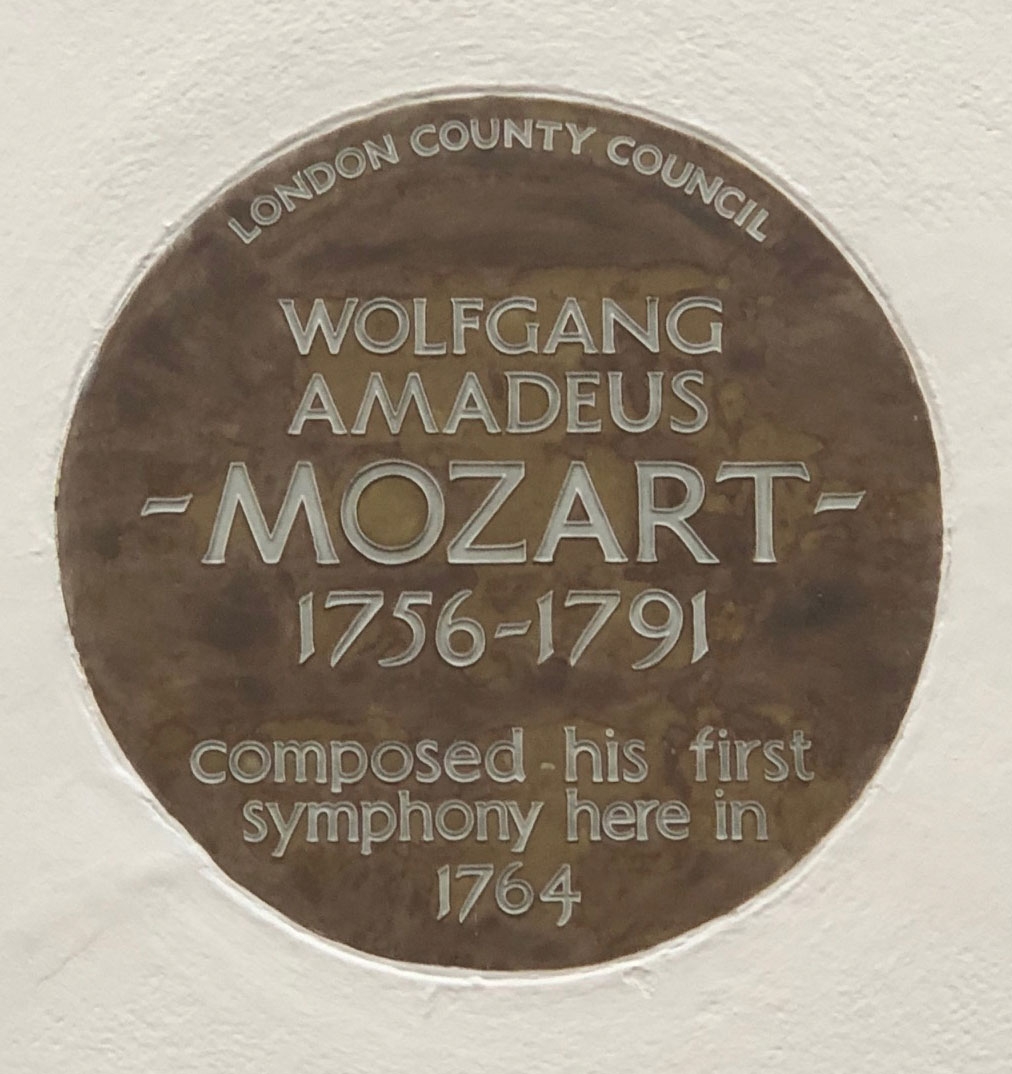 LONDON COUNTY COUNCIL
WOLFGANG
AMADEUS
-MOZART-
1756-1791
composed his first
symphony here in
1764